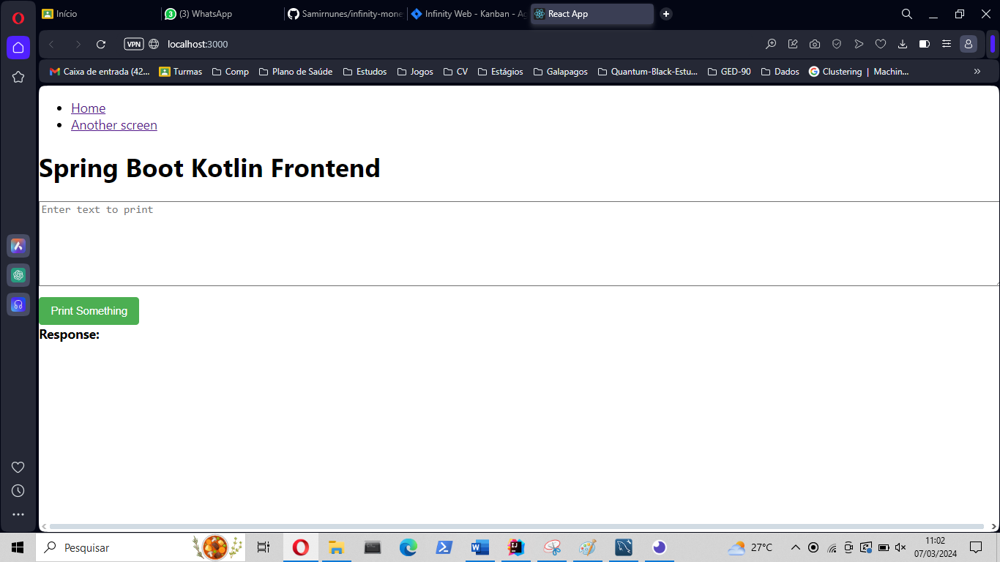 Início
3
(3) WhatsApp
Samirnunes/infinity-mone
Infinity Web - Kanban - Ag
React App
VPN
localhost:3000
Caixa de entrada (42...
Turmas
Comp
Plano de Saúde
Estudos
Jogos
CV
Estágios
Galapagos
Quantum-Black-Estu...
GED-90
Dados
Clustering | Machin...
Home
Another screen
Spring Boot Kotlin Frontend
Enter text to print
Print Something
Response:
Pesquisar
27°C
11:02
07/03/2024